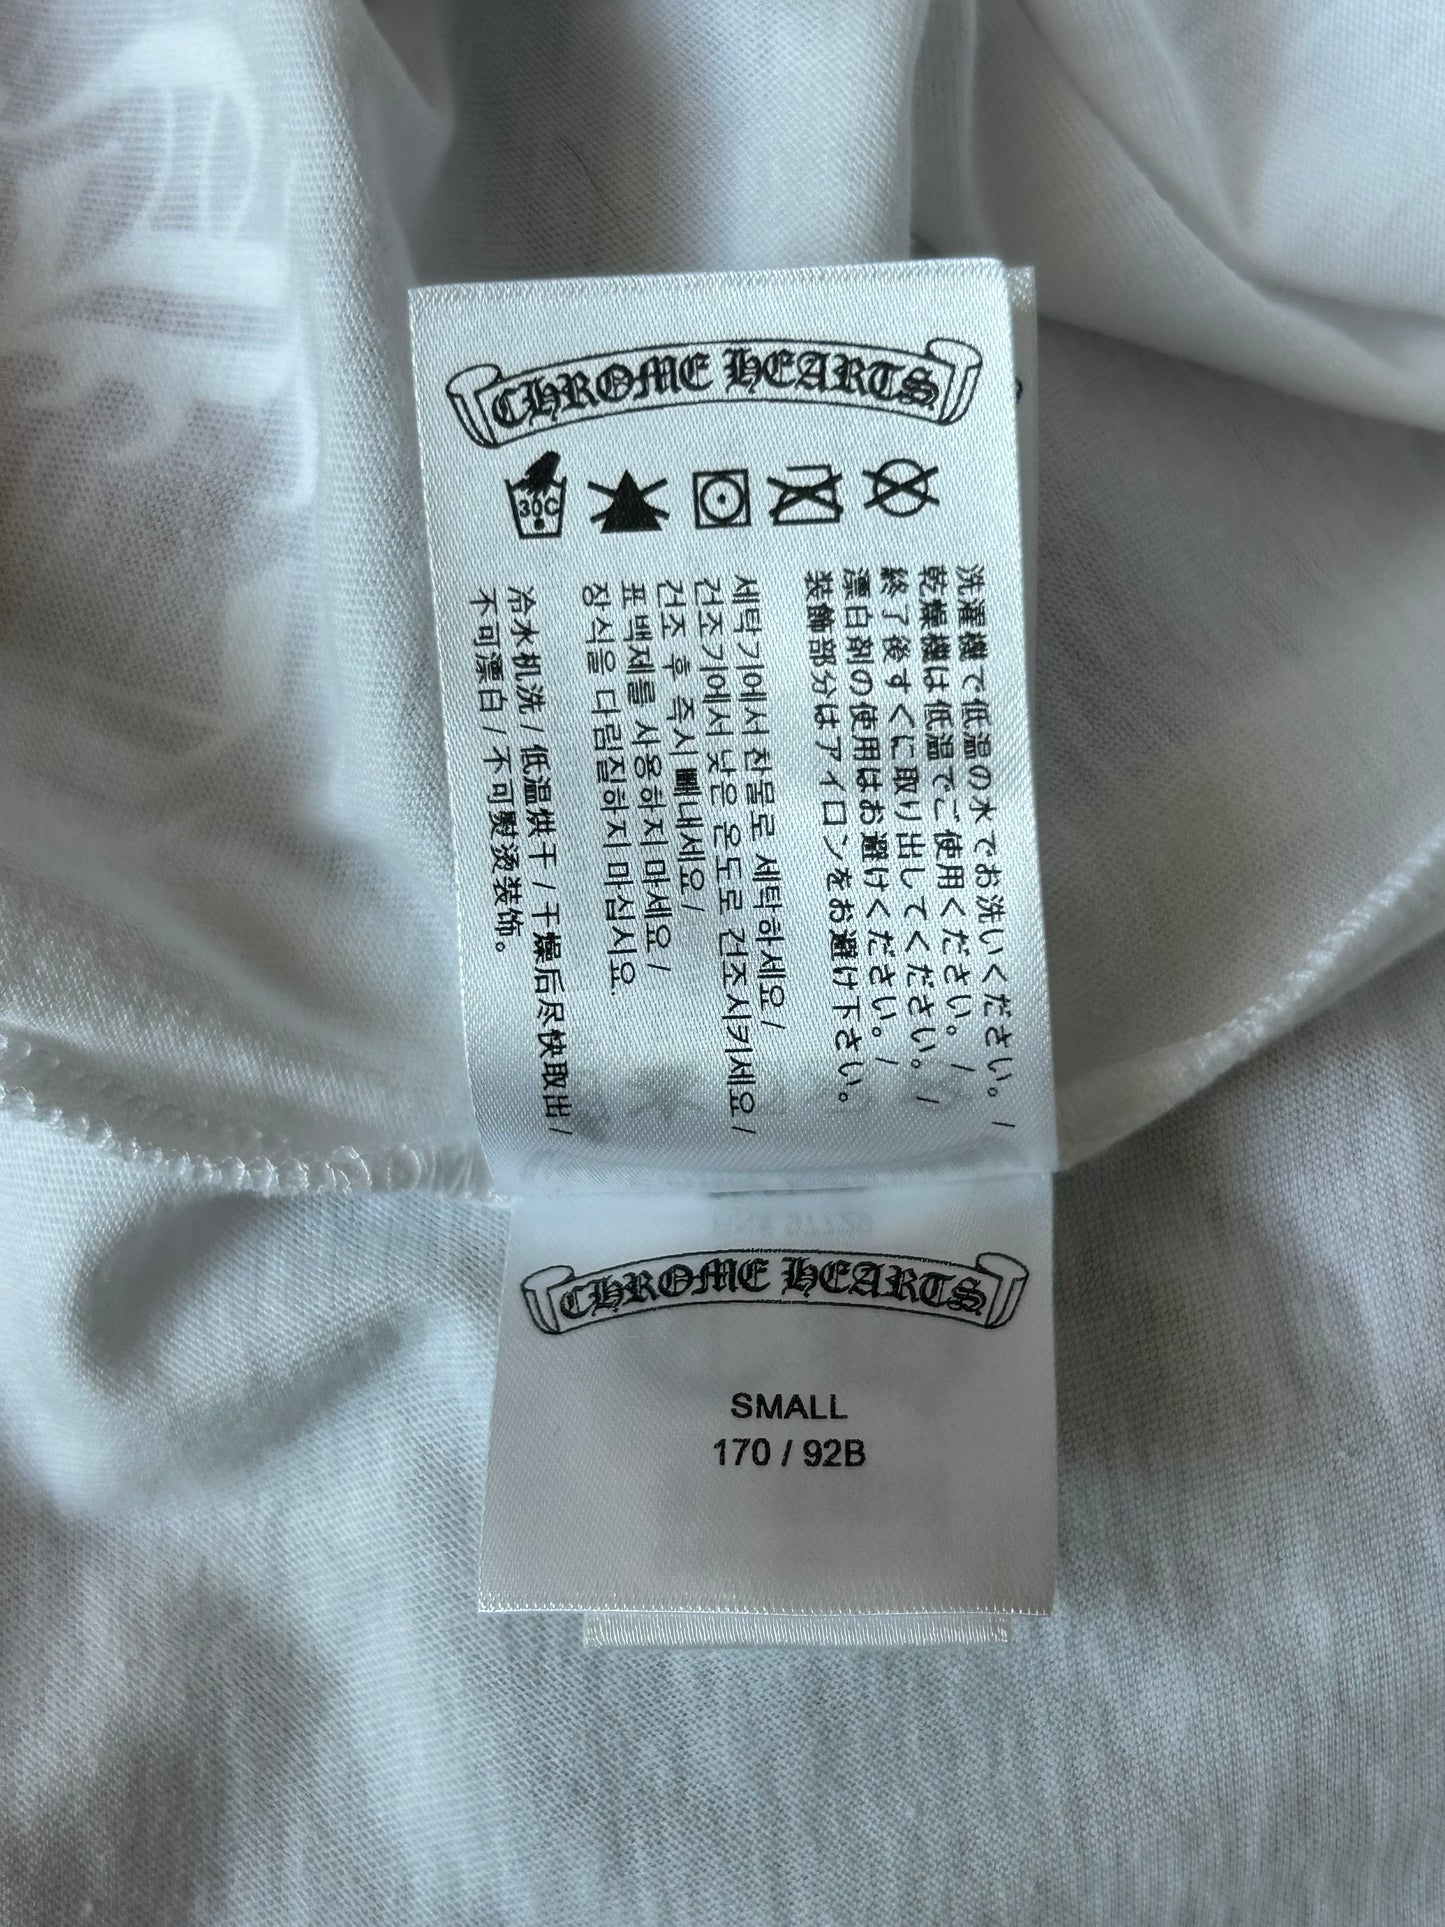 CHROME HEARTS
30C
洗濯機で低温の水でお洗いください。 /
乾燥機は低温でご使用ください。 /
終了後すぐに取り出してください。 /
漂白剤の使用はお避けください。 /
装飾部分はアイロンをお避け下さい。
세탁기에서 찬물로 세탁하세요 /
건조기에서 낮은 온도로 건조시키세요 /
건조 후 즉시 빼내세요 /
표백제를 사용하지 마세요 /
장식을 다림질하지 마십시요.
冷水机洗 / 低温烘干 / 干燥后尽快取出 /
不可漂白 / 不可熨烫装饰。
CHROME HEARTS
SMALL
170 / 92B